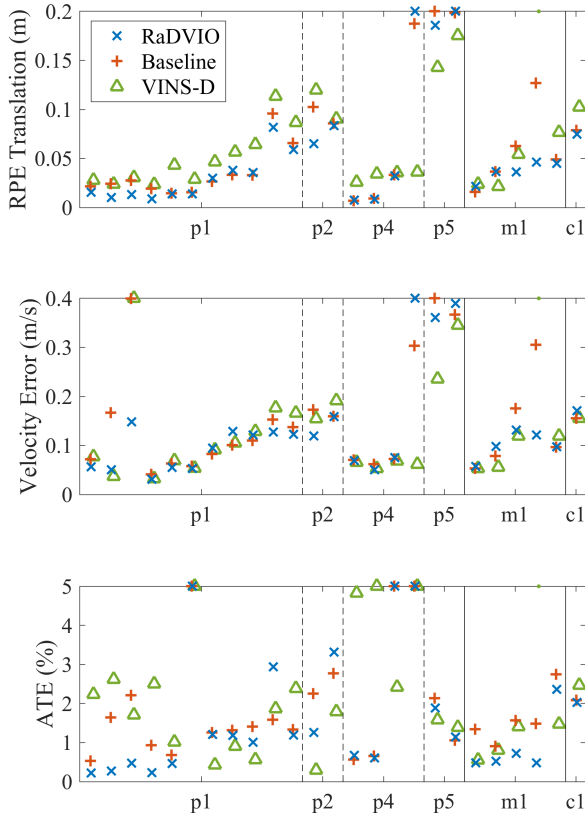 RPE Translation (m)
0.2
0.15
0.1
0.05
0
RaDVIO
Baseline
VINS-D
p1 p2 p4 p5 m1 c1
Velocity Error (m/s)
0.4
0.3
0.2
0.1
0
p1 p2 p4 p5 m1 c1
ATE (%)
5
4
3
2
1
0
p1 p2 p4 p5 m1 c1